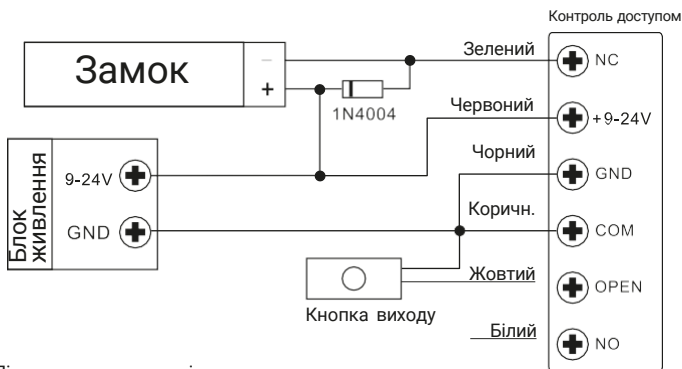 Контроль доступом
Замок
−
+
1N4004
Зелений
NC
Червоний
+9-24V
Чорний
GND
Коричн.
COM
Жовтий
OPEN
Білий
NO
Блок
живлення
9-24V
GND
Кнопка виходу